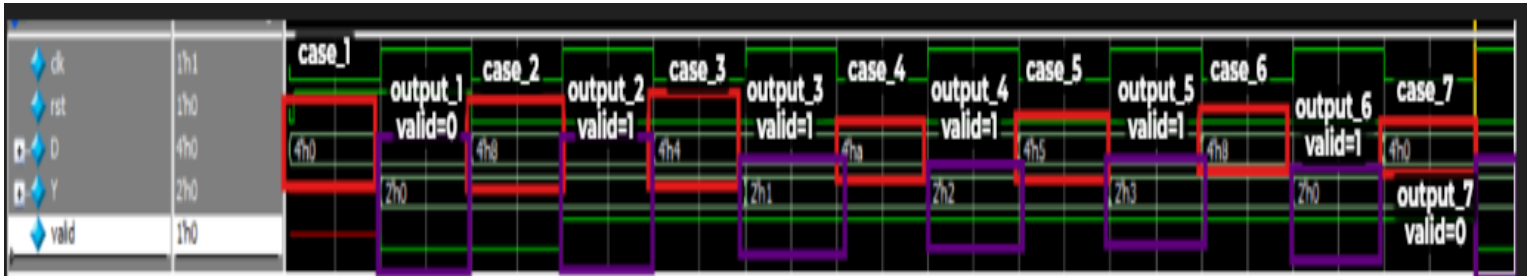 clk 1'h1
rst 1'h0
D 4'h0
Y 2'h0
valid 1'h0
case_1
output_1
valid=0
case_2
output_2
valid=1
case_3
output_3
valid=1
case_4
output_4
valid=1
case_5
output_5
valid=1
case_6
output_6
valid=1
case_7
output_7
valid=0
4'h0 4'h8 4'h4 4'ha 4'h5 4'h8 4'h0
2'h0 2'h1 2'h2 2'h3 2'h0